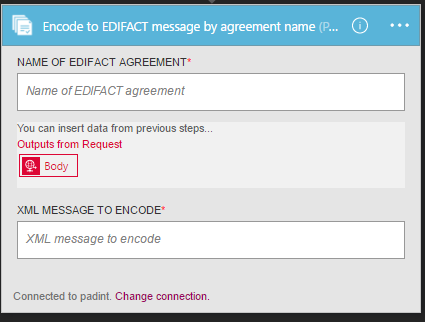 Encode to EDIFACT message by agreement name (P...
NAME OF EDIFACT AGREEMENT*
Name of EDIFACT agreement
You can insert data from previous steps...
Outputs from Request
Body
XML MESSAGE TO ENCODE*
XML message to encode
Connected to padint. Change connection.